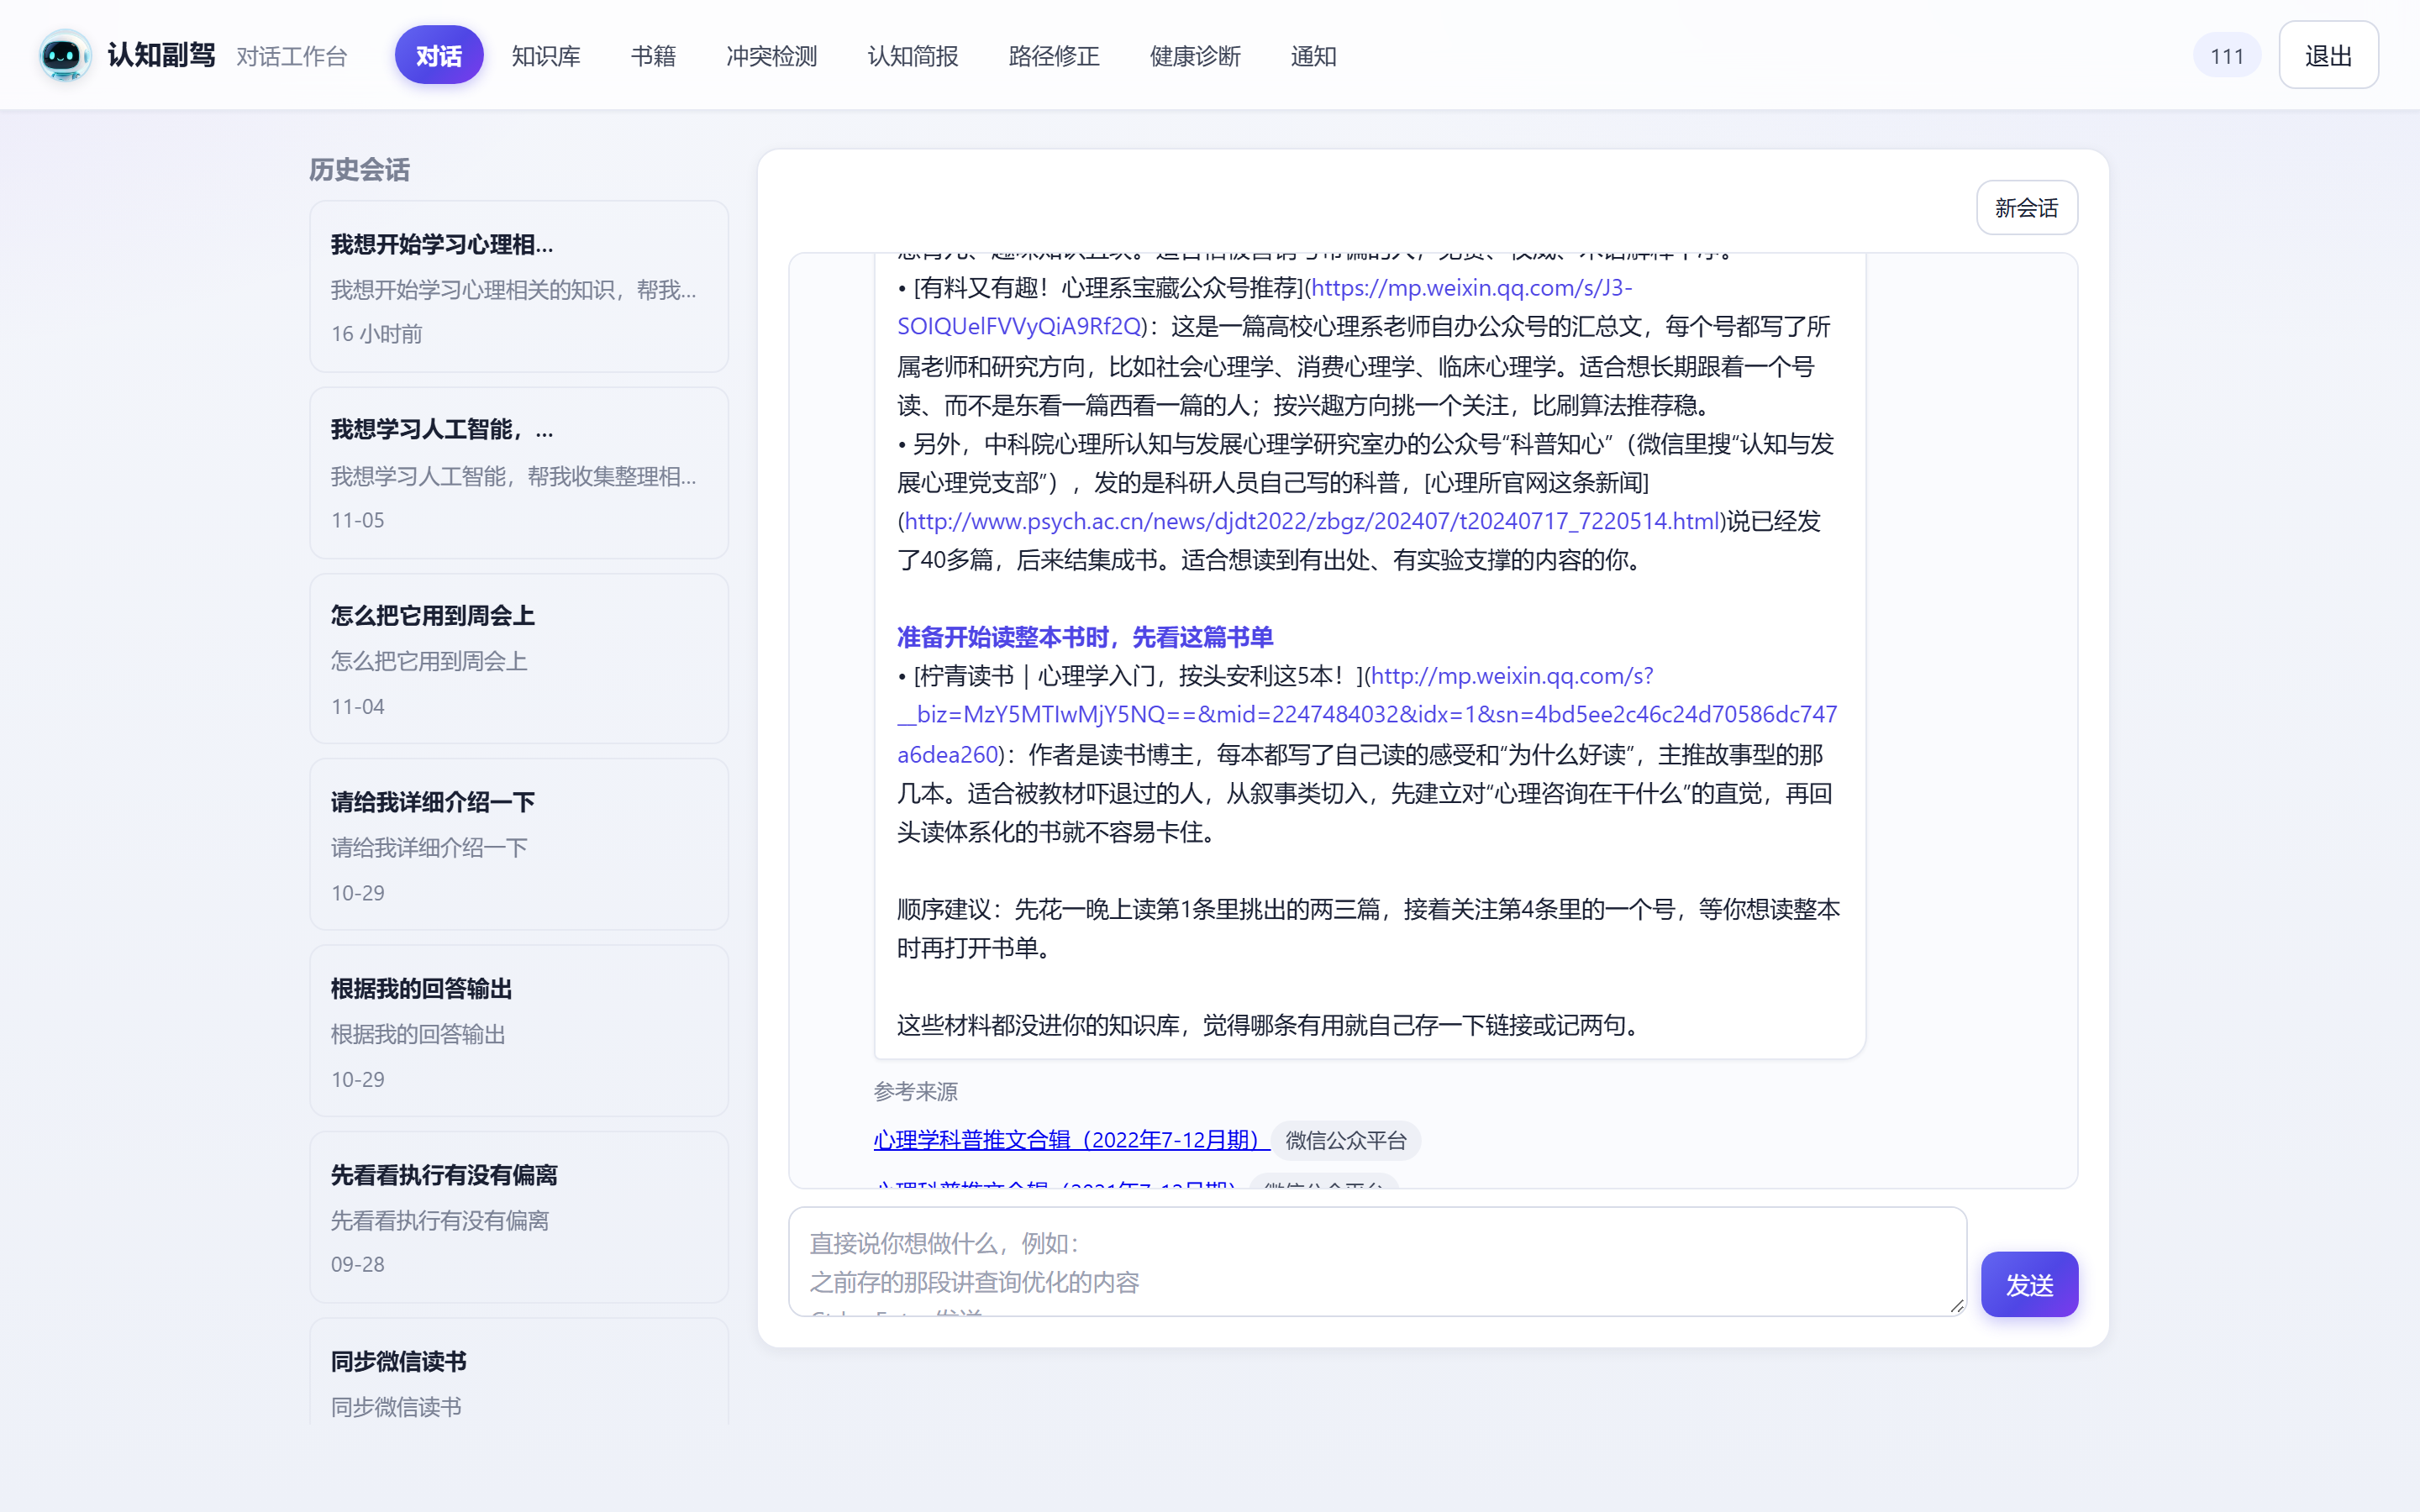 认知副驾 对话工作台 对话 知识库 书籍 冲突检测 认知简报 路径修正 健康诊断 通知 111 退出
历史会话
我想开始学习心理相...
我想开始学习心理相关的知识，帮我...
16 小时前
我想学习人工智能，...
我想学习人工智能，帮我收集整理相...
11-05
怎么把它用到周会上
怎么把它用到周会上
11-04
请给我详细介绍一下
请给我详细介绍一下
10-29
根据我的回答输出
根据我的回答输出
10-29
先看看执行有没有偏离
先看看执行有没有偏离
09-28
同步微信读书
同步微信读书
新会话
• [有料又有趣！心理系宝藏公众号推荐](https://mp.weixin.qq.com/s/J3-
SOIQUelFVVyQiA9Rf2Q)：这是一篇高校心理系老师自办公众号的汇总文，每个号都写了所
属老师和研究方向，比如社会心理学、消费心理学、临床心理学。适合想长期跟着一个号
读、而不是东看一篇西看一篇的人；按兴趣方向挑一个关注，比刷算法推荐稳。
• 另外，中科院心理所认知与发展心理学研究室办的公众号“科普知心”（微信里搜“认知与发
展心理党支部”），发的是科研人员自己写的科普，[心理所官网这条新闻]
(http://www.psych.ac.cn/news/djdt2022/zbgz/202407/t20240717_7220514.html)说已经发
了40多篇，后来结集成书。适合想读到有出处、有实验支撑的内容的你。
准备开始读整本书时，先看这篇书单
• [柠青读书｜心理学入门，按头安利这5本！](http://mp.weixin.qq.com/s?
__biz=MzY5MTIwMjY5NQ==&mid=2247484032&idx=1&sn=4bd5ee2c46c24d70586dc747
a6dea260)：作者是读书博主，每本都写了自己读的感受和“为什么好读”，主推故事型的那
几本。适合被教材吓退过的人，从叙事类切入，先建立对“心理咨询在干什么”的直觉，再回
头读体系化的书就不容易卡住。
顺序建议：先花一晚上读第1条里挑出的两三篇，接着关注第4条里的一个号，等你想读整本
时再打开书单。
这些材料都没进你的知识库，觉得哪条有用就自己存一下链接或记两句。
参考来源
心理学科普推文合辑（2022年7-12月期） 微信公众平台
心理科普推文合辑（2021年7-12月期） 微信公众平台
直接说你想做什么，例如：
之前存的那段讲查询优化的内容
发送